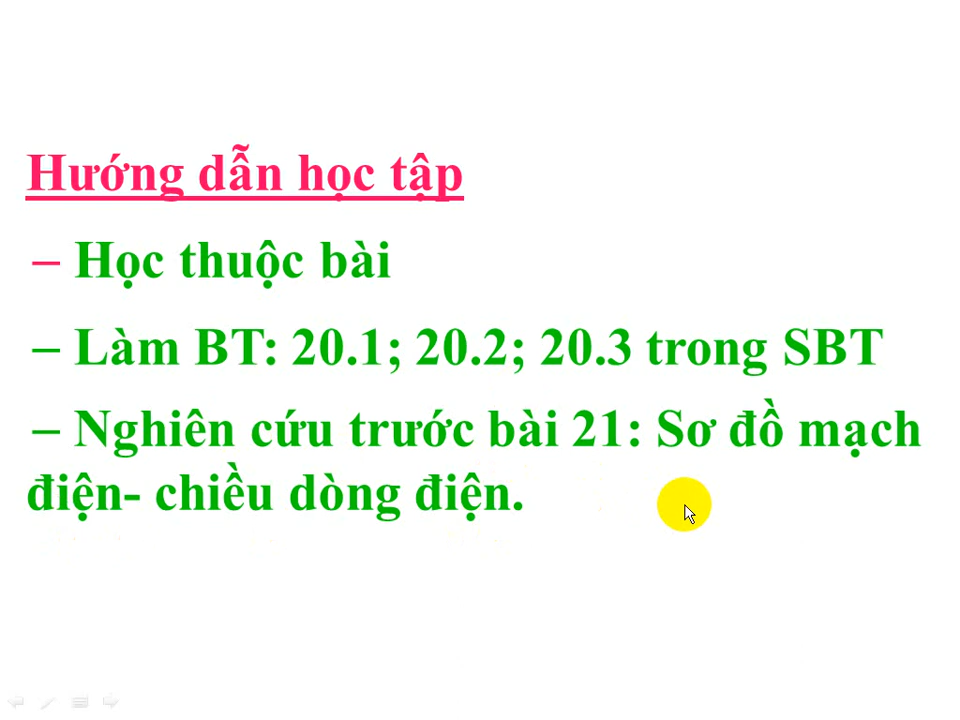 Hướng dẫn học tập
– Học thuộc bài
– Làm BT: 20.1; 20.2; 20.3 trong SBT
– Nghiên cứu trước bài 21: Sơ đồ mạch
điện- chiều dòng điện.